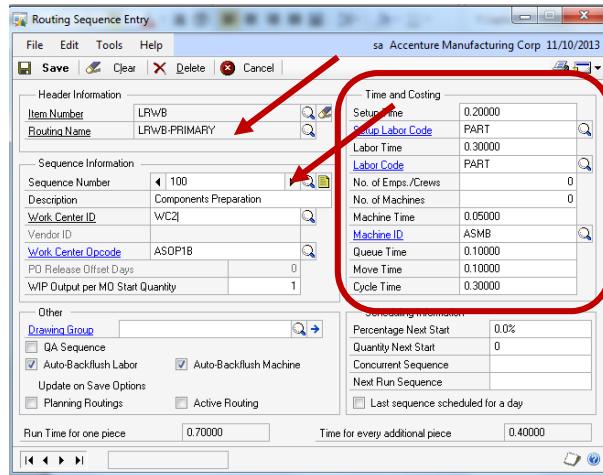 Routing Sequence Entry
File Edit Tools Help sa Accenture Manufacturing Corp 11/10/2013
Save Clear Delete Cancel
Header Information
Item Number LRWB
Routing Name LRWB-PRIMARY
Sequence Information
Sequence Number 100
Description Components Preparation
Work Center ID WC2
Vendor ID
Work Center Opcode ASOP1B
PO Release Offset Days 0
WIP Output per MO Start Quantity 1
Time and Costing
Setup Time 0.20000
Setup Labor Code PART
Labor Time 0.30000
Labor Code PART
No. of Emps./Crews 0
No. of Machines 0
Machine Time 0.05000
Machine ID ASMB
Queue Time 0.10000
Move Time 0.10000
Cycle Time 0.30000
Other
Drawing Group
QA Sequence
Auto-Backflush Labor Auto-Backflush Machine
Update on Save Options
Planning Routings Active Routing
Scheduling Information
Percentage Next Start 0.0%
Quantity Next Start 0
Concurrent Sequence
Next Run Sequence
Last sequence scheduled for a day
Run Time for one piece 0.70000 Time for every additional piece 0.40000